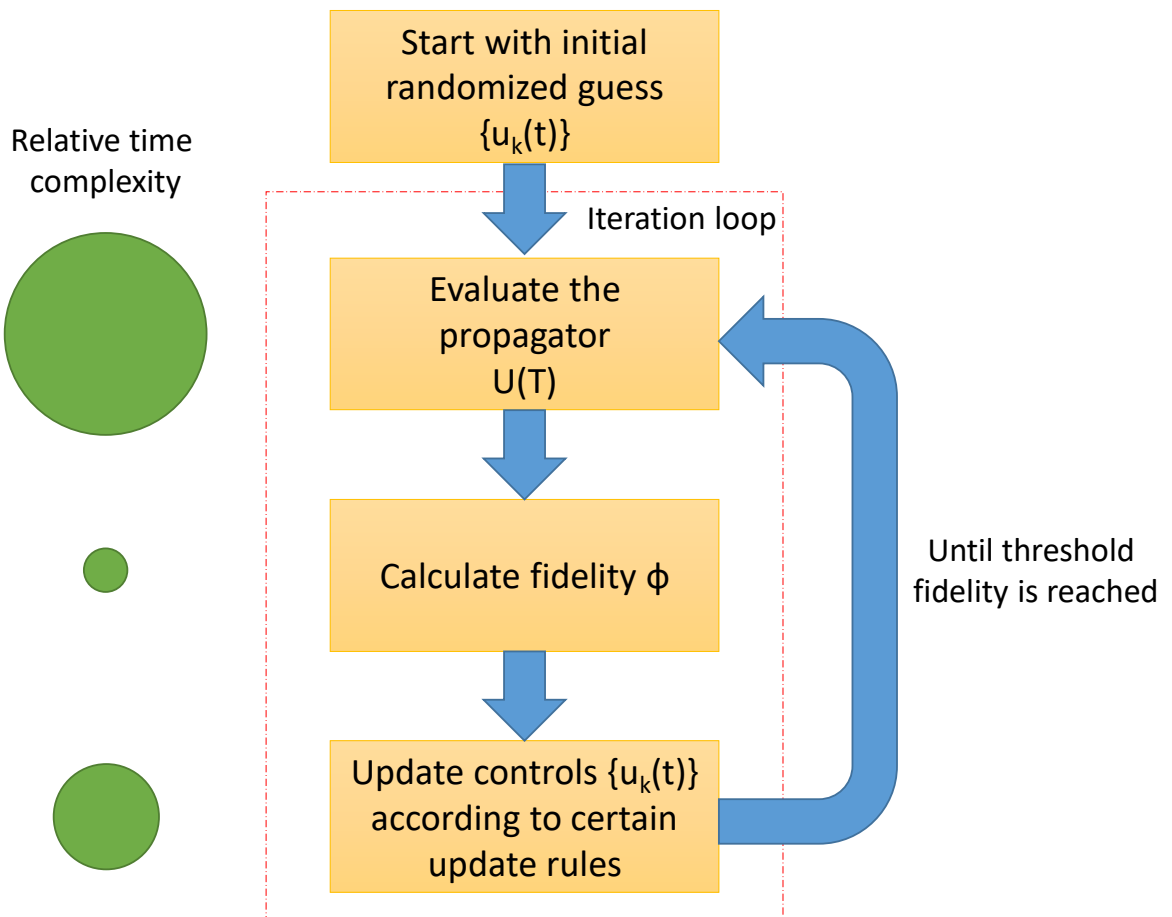 Start with initial
randomized guess
{uₖ(t)}
Relative time
complexity
Iteration loop
Evaluate the
propagator
U(T)
Calculate fidelity ϕ
Until threshold
fidelity is reached
Update controls {uₖ(t)}
according to certain
update rules